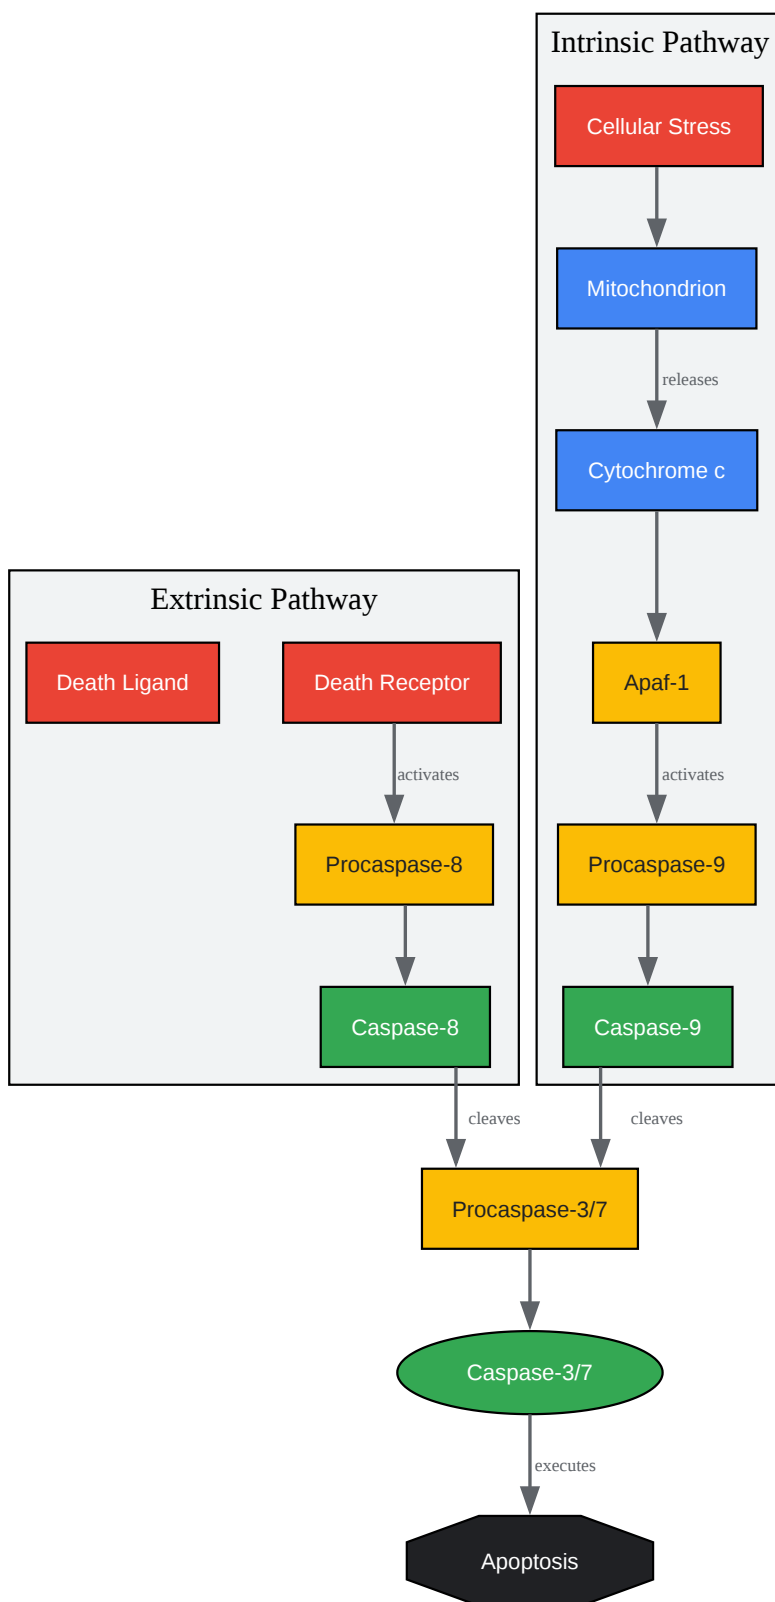 Intrinsic Pathway
Cellular Stress
Mitochondrion
releases
Cytochrome c
Extrinsic Pathway
Death Ligand
Death Receptor
Apaf-1
activates
activates
Procaspase-8
Procaspase-9
Caspase-8
Caspase-9
cleaves
cleaves
Procaspase-3/7
Caspase-3/7
executes
Apoptosis